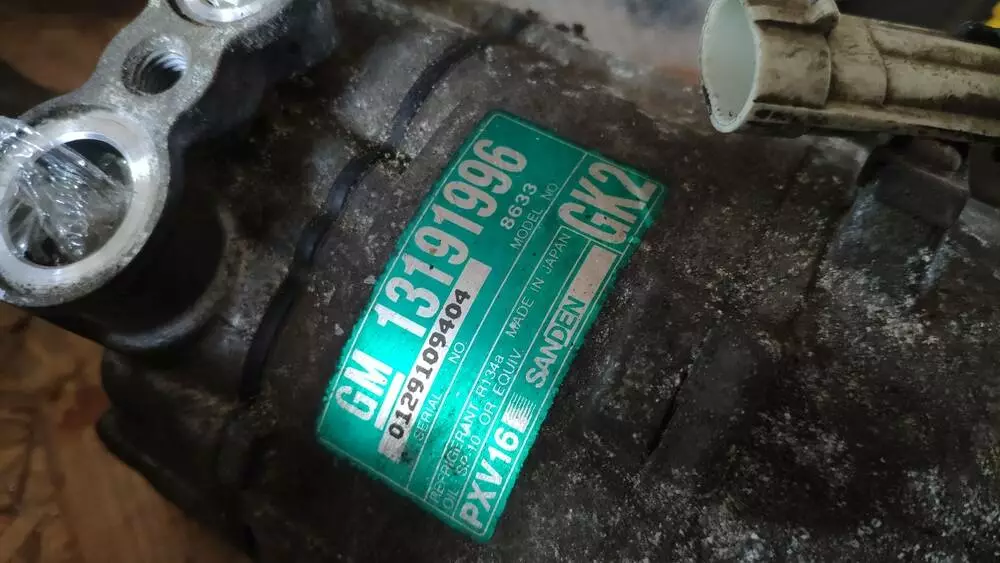 GM 13191996
0129109404 8633
SERIAL NO. MODEL NO
REFRIGERANT R134a MADE IN JAPAN GK2
OIL SP-10 OR EQUIV.
PXV16 SANDEN